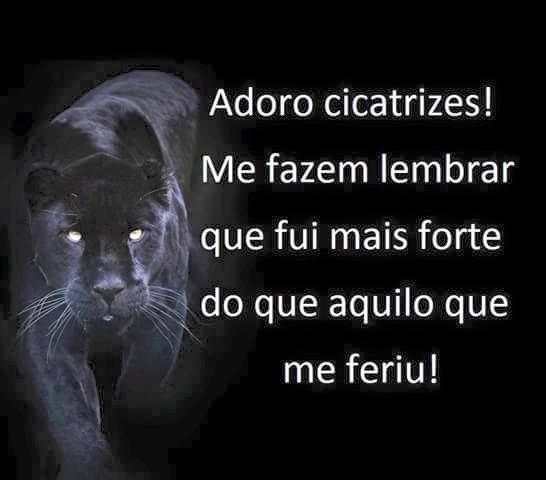 Adoro cicatrizes!
Me fazem lembrar
que fui mais forte
do que aquilo que
me feriu!